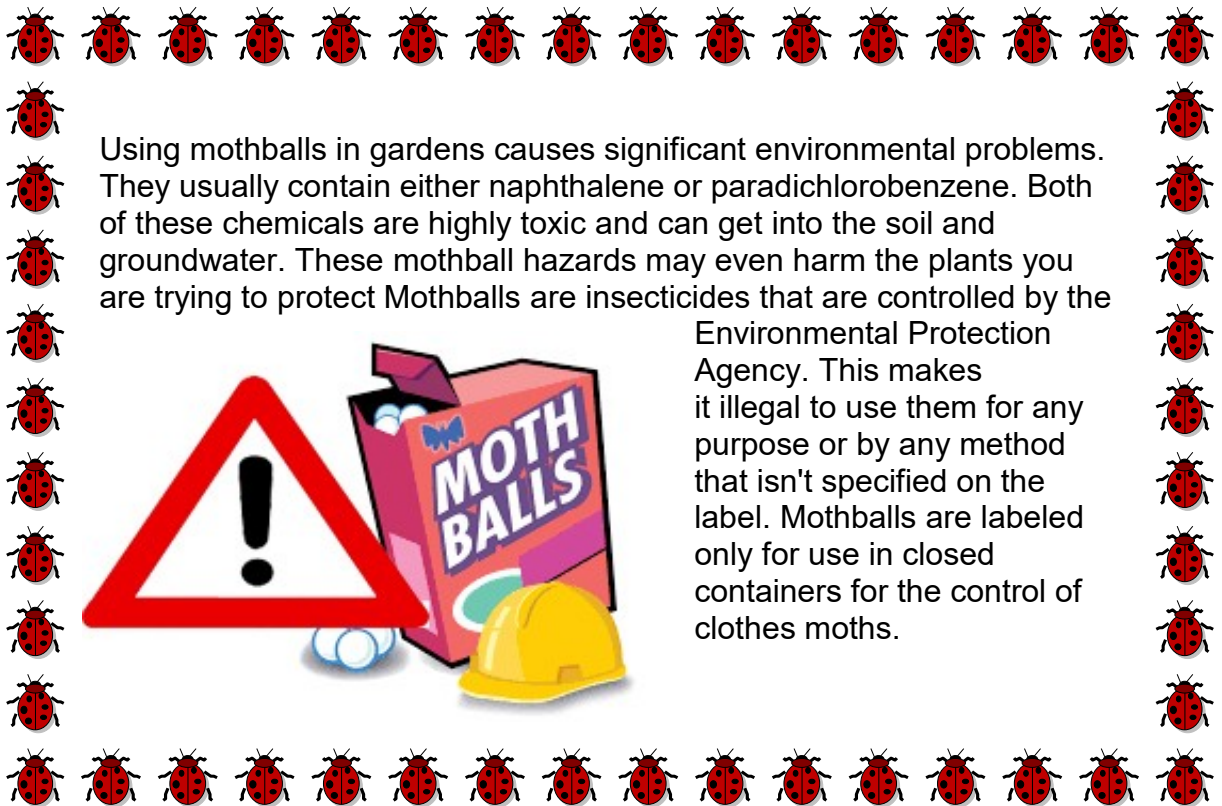 Using mothballs in gardens causes significant environmental problems.
They usually contain either naphthalene or paradichlorobenzene. Both
of these chemicals are highly toxic and can get into the soil and
groundwater. These mothball hazards may even harm the plants you
are trying to protect Mothballs are insecticides that are controlled by the
Environmental Protection
Agency. This makes
it illegal to use them for any
purpose or by any method
that isn't specified on the
label. Mothballs are labeled
only for use in closed
containers for the control of
clothes moths.
!
MOTH
BALLS